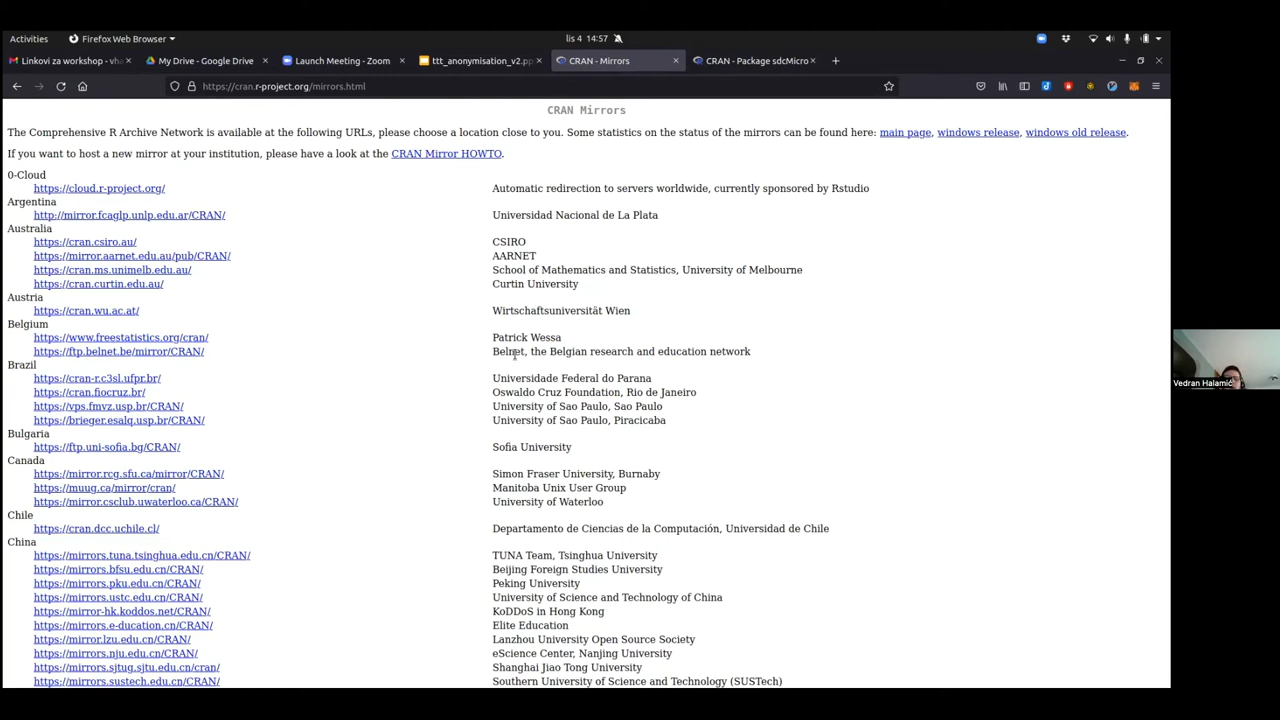 Activities Firefox Web Browser lis 4 14:57
Linkovi za workshop - vha My Drive - Google Drive Launch Meeting - Zoom ttt_anonymisation_v2.pp CRAN - Mirrors CRAN - Package sdcMicro
https://cran.r-project.org/mirrors.html
CRAN Mirrors
The Comprehensive R Archive Network is available at the following URLs, please choose a location close to you. Some statistics on the status of the mirrors can be found here: main page, windows release, windows old release.
If you want to host a new mirror at your institution, please have a look at the CRAN Mirror HOWTO.
0-Cloud
https://cloud.r-project.org/ Automatic redirection to servers worldwide, currently sponsored by Rstudio
Argentina
http://mirror.fcaglp.unlp.edu.ar/CRAN/ Universidad Nacional de La Plata
Australia
https://cran.csiro.au/ CSIRO
https://mirror.aarnet.edu.au/pub/CRAN/ AARNET
https://cran.ms.unimelb.edu.au/ School of Mathematics and Statistics, University of Melbourne
https://cran.curtin.edu.au/ Curtin University
Austria
https://cran.wu.ac.at/ Wirtschaftsuniversität Wien
Belgium
https://www.freestatistics.org/cran/ Patrick Wessa
https://ftp.belnet.be/mirror/CRAN/ Belnet, the Belgian research and education network
Brazil
https://cran-r.c3sl.ufpr.br/ Universidade Federal do Parana
https://cran.fiocruz.br/ Oswaldo Cruz Foundation, Rio de Janeiro
https://vps.fmvz.usp.br/CRAN/ University of Sao Paulo, Sao Paulo
https://brieger.esalq.usp.br/CRAN/ University of Sao Paulo, Piracicaba
Bulgaria
https://ftp.uni-sofia.bg/CRAN/ Sofia University
Canada
https://mirror.rcg.sfu.ca/mirror/CRAN/ Simon Fraser University, Burnaby
https://muug.ca/mirror/cran/ Manitoba Unix User Group
https://mirror.csclub.uwaterloo.ca/CRAN/ University of Waterloo
Chile
https://cran.dcc.uchile.cl/ Departamento de Ciencias de la Computación, Universidad de Chile
China
https://mirrors.tuna.tsinghua.edu.cn/CRAN/ TUNA Team, Tsinghua University
https://mirrors.bfsu.edu.cn/CRAN/ Beijing Foreign Studies University
https://mirrors.pku.edu.cn/CRAN/ Peking University
https://mirrors.ustc.edu.cn/CRAN/ University of Science and Technology of China
https://mirror-hk.koddos.net/CRAN/ KoDDoS in Hong Kong
https://mirrors.e-ducation.cn/CRAN/ Elite Education
https://mirror.lzu.edu.cn/CRAN/ Lanzhou University Open Source Society
https://mirrors.nju.edu.cn/CRAN/ eScience Center, Nanjing University
https://mirrors.sjtug.sjtu.edu.cn/cran/ Shanghai Jiao Tong University
https://mirrors.sustech.edu.cn/CRAN/ Southern University of Science and Technology (SUSTech)
Vedran Halamić